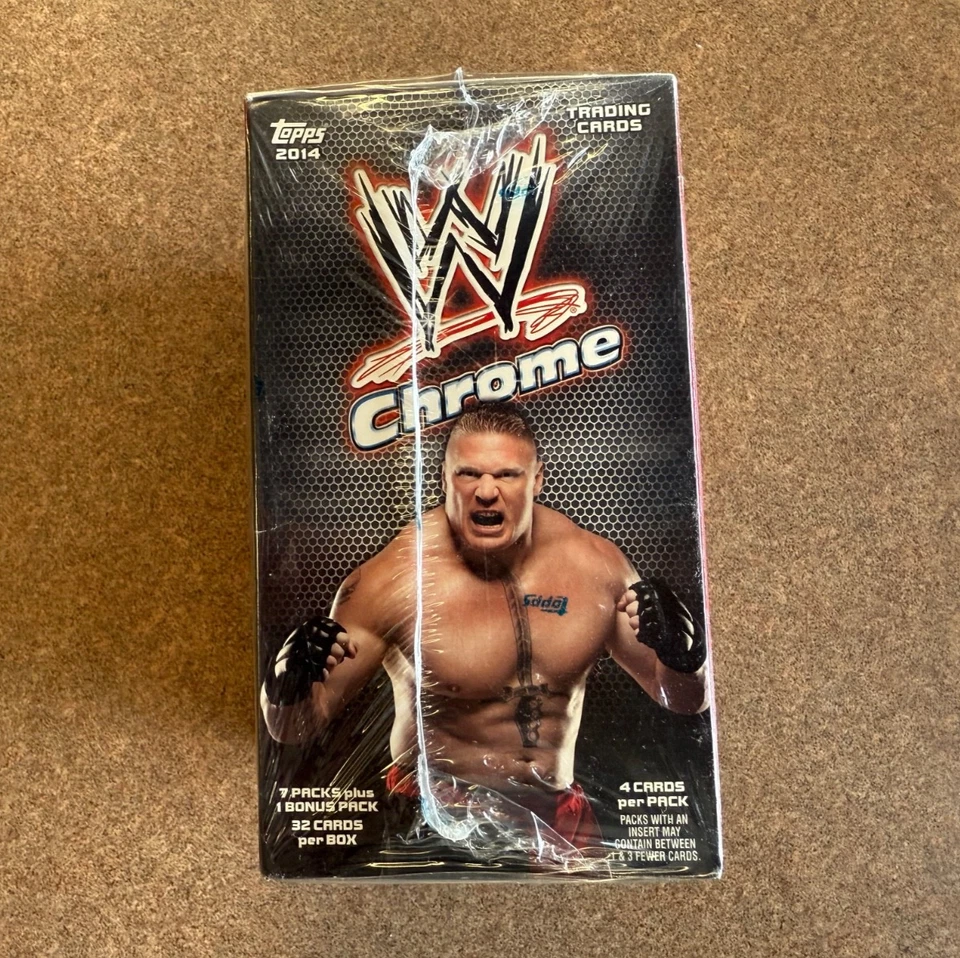 Topps
2014
TRADING
CARDS
W
®
Chrome
Topps
7 PACKS plus
1 BONUS PACK
32 CARDS
per BOX
4 CARDS
per PACK
PACKS WITH AN
INSERT MAY
CONTAIN BETWEEN
1 & 3 FEWER CARDS.